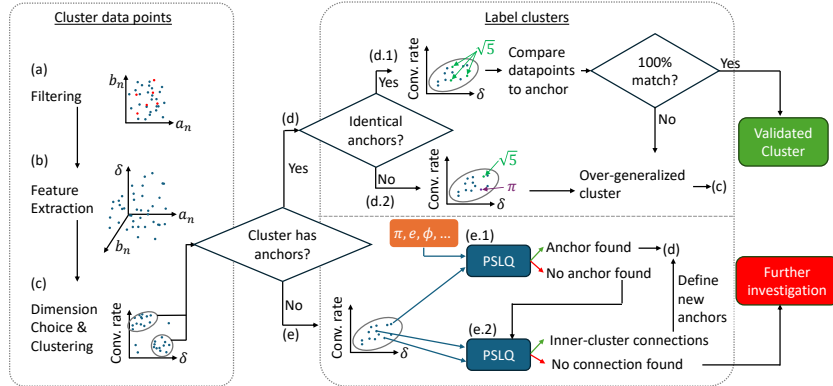 Cluster data points
(a)
Filtering
b_n
a_n
(b)
Feature
Extraction
δ
a_n
b_n
(c)
Dimension
Choice &
Clustering
Conv. rate
δ
Label clusters
Cluster has
anchors?
Yes
(d)
Identical
anchors?
Yes
(d.1)
Conv. rate
δ
√5
Compare
datapoints
to anchor
100%
match?
Yes
Validated
Cluster
No
No
(d.2)
Conv. rate
δ
√5
π
Over-generalized
cluster
(c)
No
(e)
Conv. rate
δ
π, e, ϕ, ...
(e.1)
PSLQ
Anchor found
No anchor found
(d)
Define
new
anchors
(e.2)
PSLQ
Inner-cluster connections
No connection found
Further
investigation